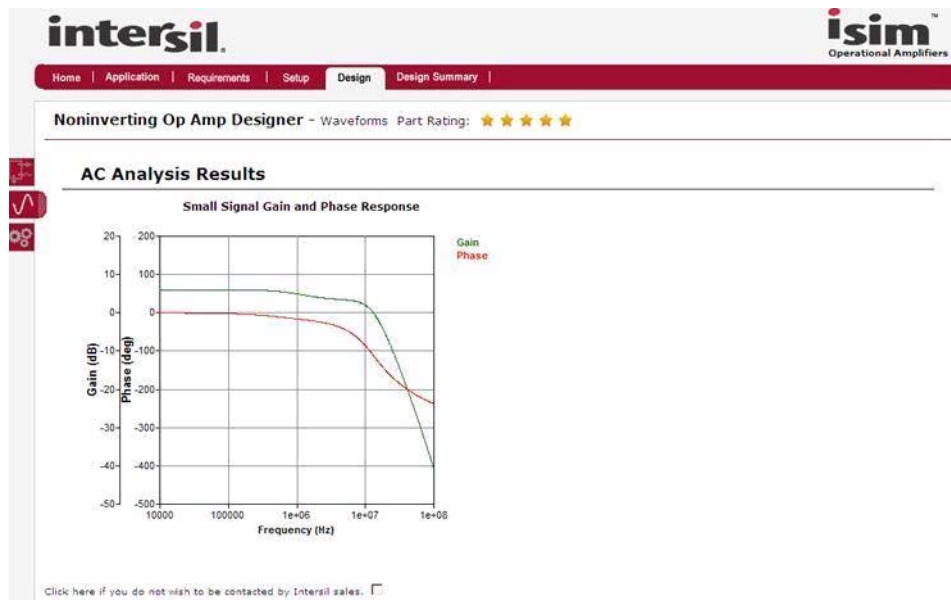 intersil.
isim™
Operational Amplifiers
Home | Application | Requirements | Setup Design Design Summary |
Noninverting Op Amp Designer - Waveforms Part Rating:
AC Analysis Results
Small Signal Gain and Phase Response
Gain
Phase
Gain (dB)
20
10
0
-10
-20
-30
-40
-50
Phase (deg)
200
100
0
-100
-200
-300
-400
-500
10000 100000 1e+06 1e+07 1e+08
Frequency (Hz)
Click here if you do not wish to be contacted by Intersil sales.